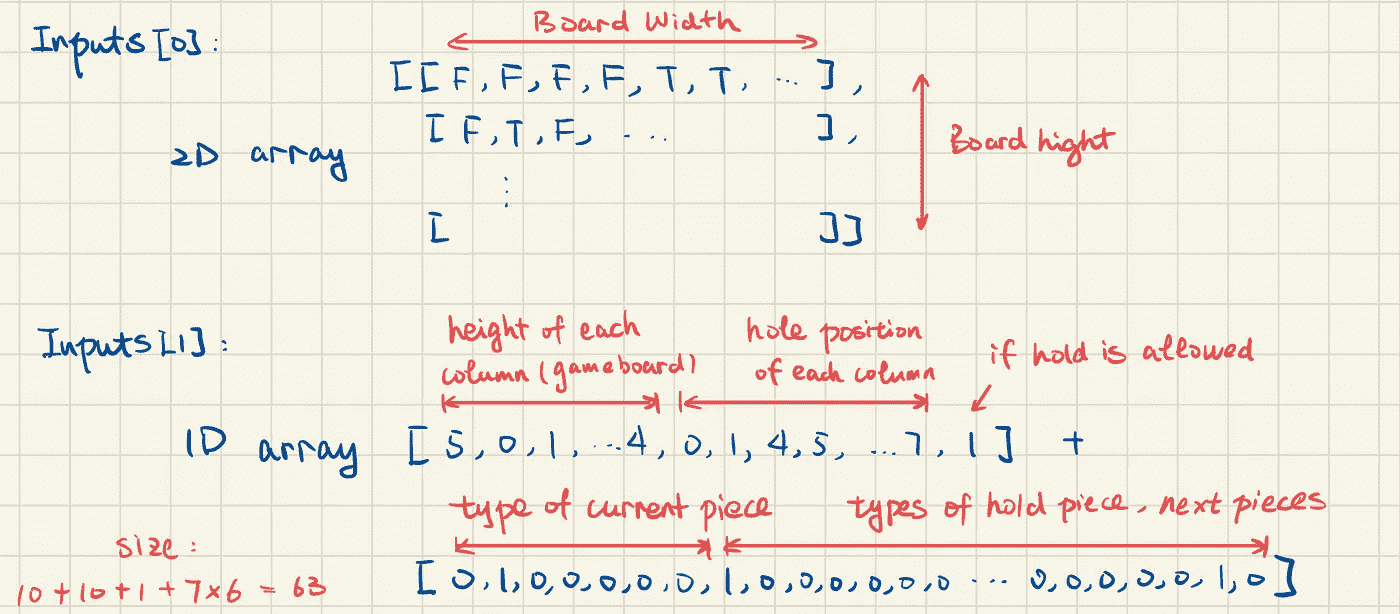 Board Width
Inputs [0] :
[[ F, F, F, F, T, T, ... ],
[ F, T, F, ... ],
2D array
Board hight
⋮
[ ]]
Inputs [1] :
height of each
column (gameboard)
hole position
of each column
if hold is allowed
1D array [ 5, 0, 1, ...4, 0, 1, 4, 5, ...7, 1 ] +
type of current piece
types of hold piece, next pieces
size :
10 + 10 + 1 + 7 x 6 = 63
[ 0, 1, 0, 0, 0, 0, 0, 1, 0, 0, 0, 0, 0, 0 ... 0, 0, 0, 0, 0, 1, 0 ]